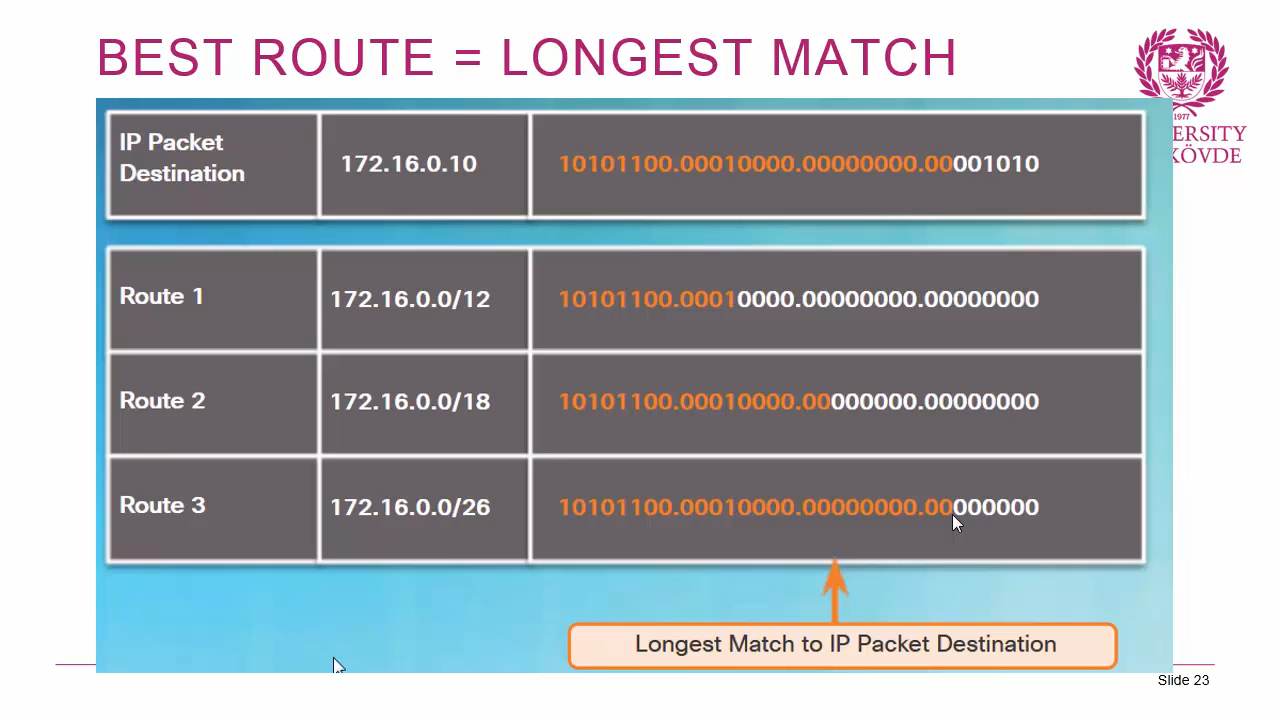 BEST ROUTE = LONGEST MATCH
1977
ERSITY
KÖVDE
IP Packet
Destination
172.16.0.10
10101100.00010000.00000000.00001010
Route 1
172.16.0.0/12
10101100.00010000.00000000.00000000
Route 2
172.16.0.0/18
10101100.00010000.00000000.00000000
Route 3
172.16.0.0/26
10101100.00010000.00000000.00000000
Longest Match to IP Packet Destination
Slide 23